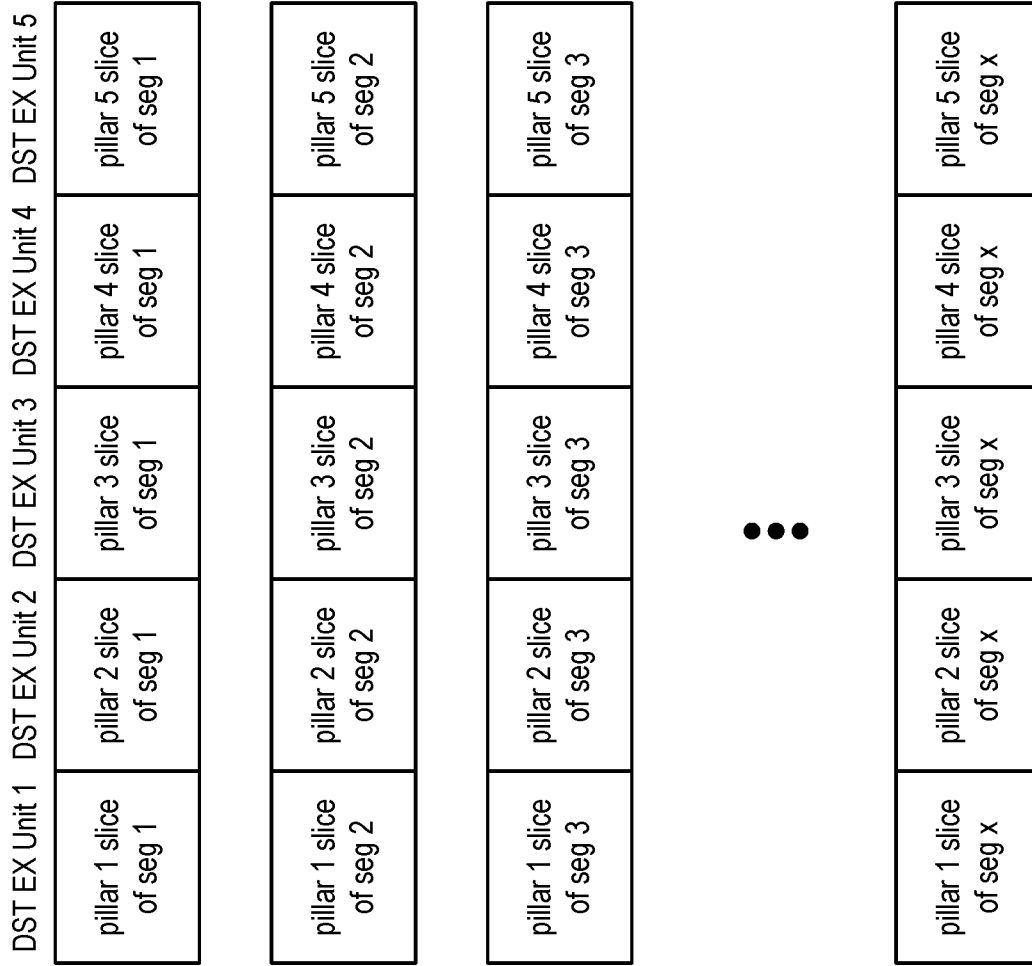 DST EX Unit 1
DST EX Unit 2
DST EX Unit 3
DST EX Unit 4
DST EX Unit 5
pillar 1 slice
of seg 1
pillar 2 slice
of seg 1
pillar 3 slice
of seg 1
pillar 4 slice
of seg 1
pillar 5 slice
of seg 1
pillar 1 slice
of seg 2
pillar 2 slice
of seg 2
pillar 3 slice
of seg 2
pillar 4 slice
of seg 2
pillar 5 slice
of seg 2
pillar 1 slice
of seg 3
pillar 2 slice
of seg 3
pillar 3 slice
of seg 3
pillar 4 slice
of seg 3
pillar 5 slice
of seg 3
pillar 1 slice
of seg x
pillar 2 slice
of seg x
pillar 3 slice
of seg x
pillar 4 slice
of seg x
pillar 5 slice
of seg x